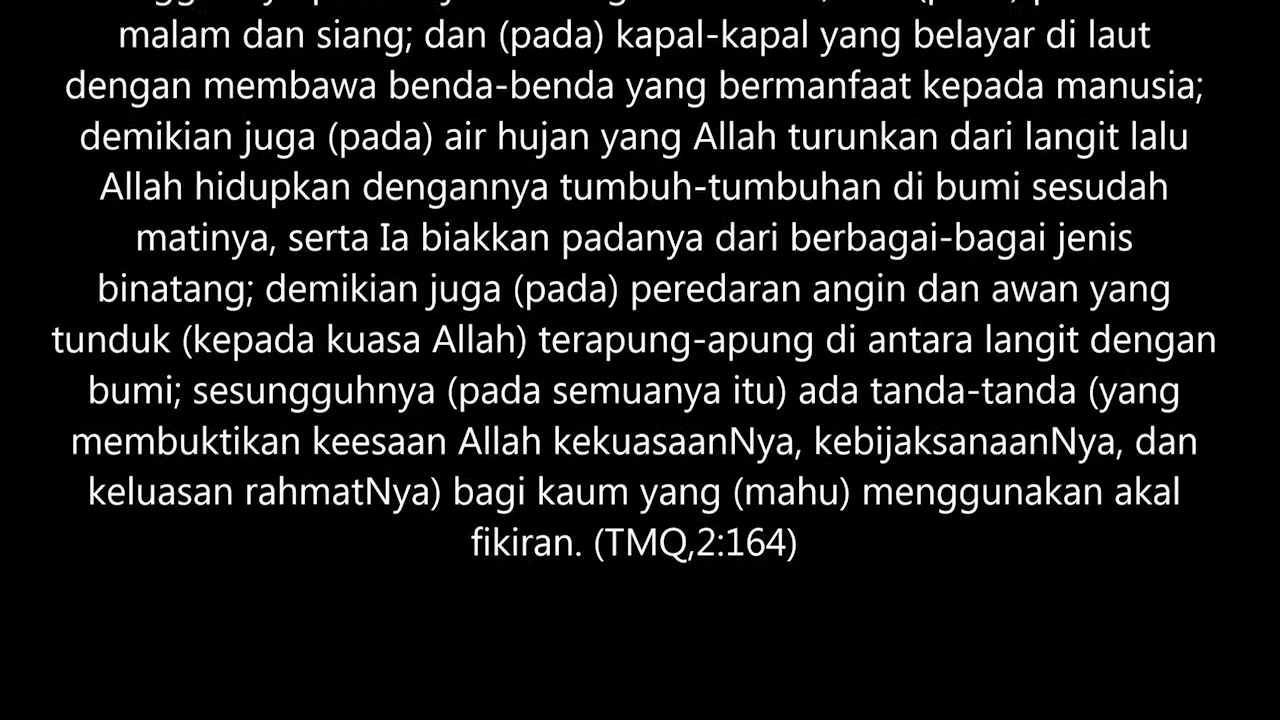 malam dan siang; dan (pada) kapal-kapal yang belayar di laut
dengan membawa benda-benda yang bermanfaat kepada manusia;
demikian juga (pada) air hujan yang Allah turunkan dari langit lalu
Allah hidupkan dengannya tumbuh-tumbuhan di bumi sesudah
matinya, serta Ia biakkan padanya dari berbagai-bagai jenis
binatang; demikian juga (pada) peredaran angin dan awan yang
tunduk (kepada kuasa Allah) terapung-apung di antara langit dengan
bumi; sesungguhnya (pada semuanya itu) ada tanda-tanda (yang
membuktikan keesaan Allah kekuasaanNya, kebijaksanaanNya, dan
keluasan rahmatNya) bagi kaum yang (mahu) menggunakan akal
fikiran. (TMQ,2:164)